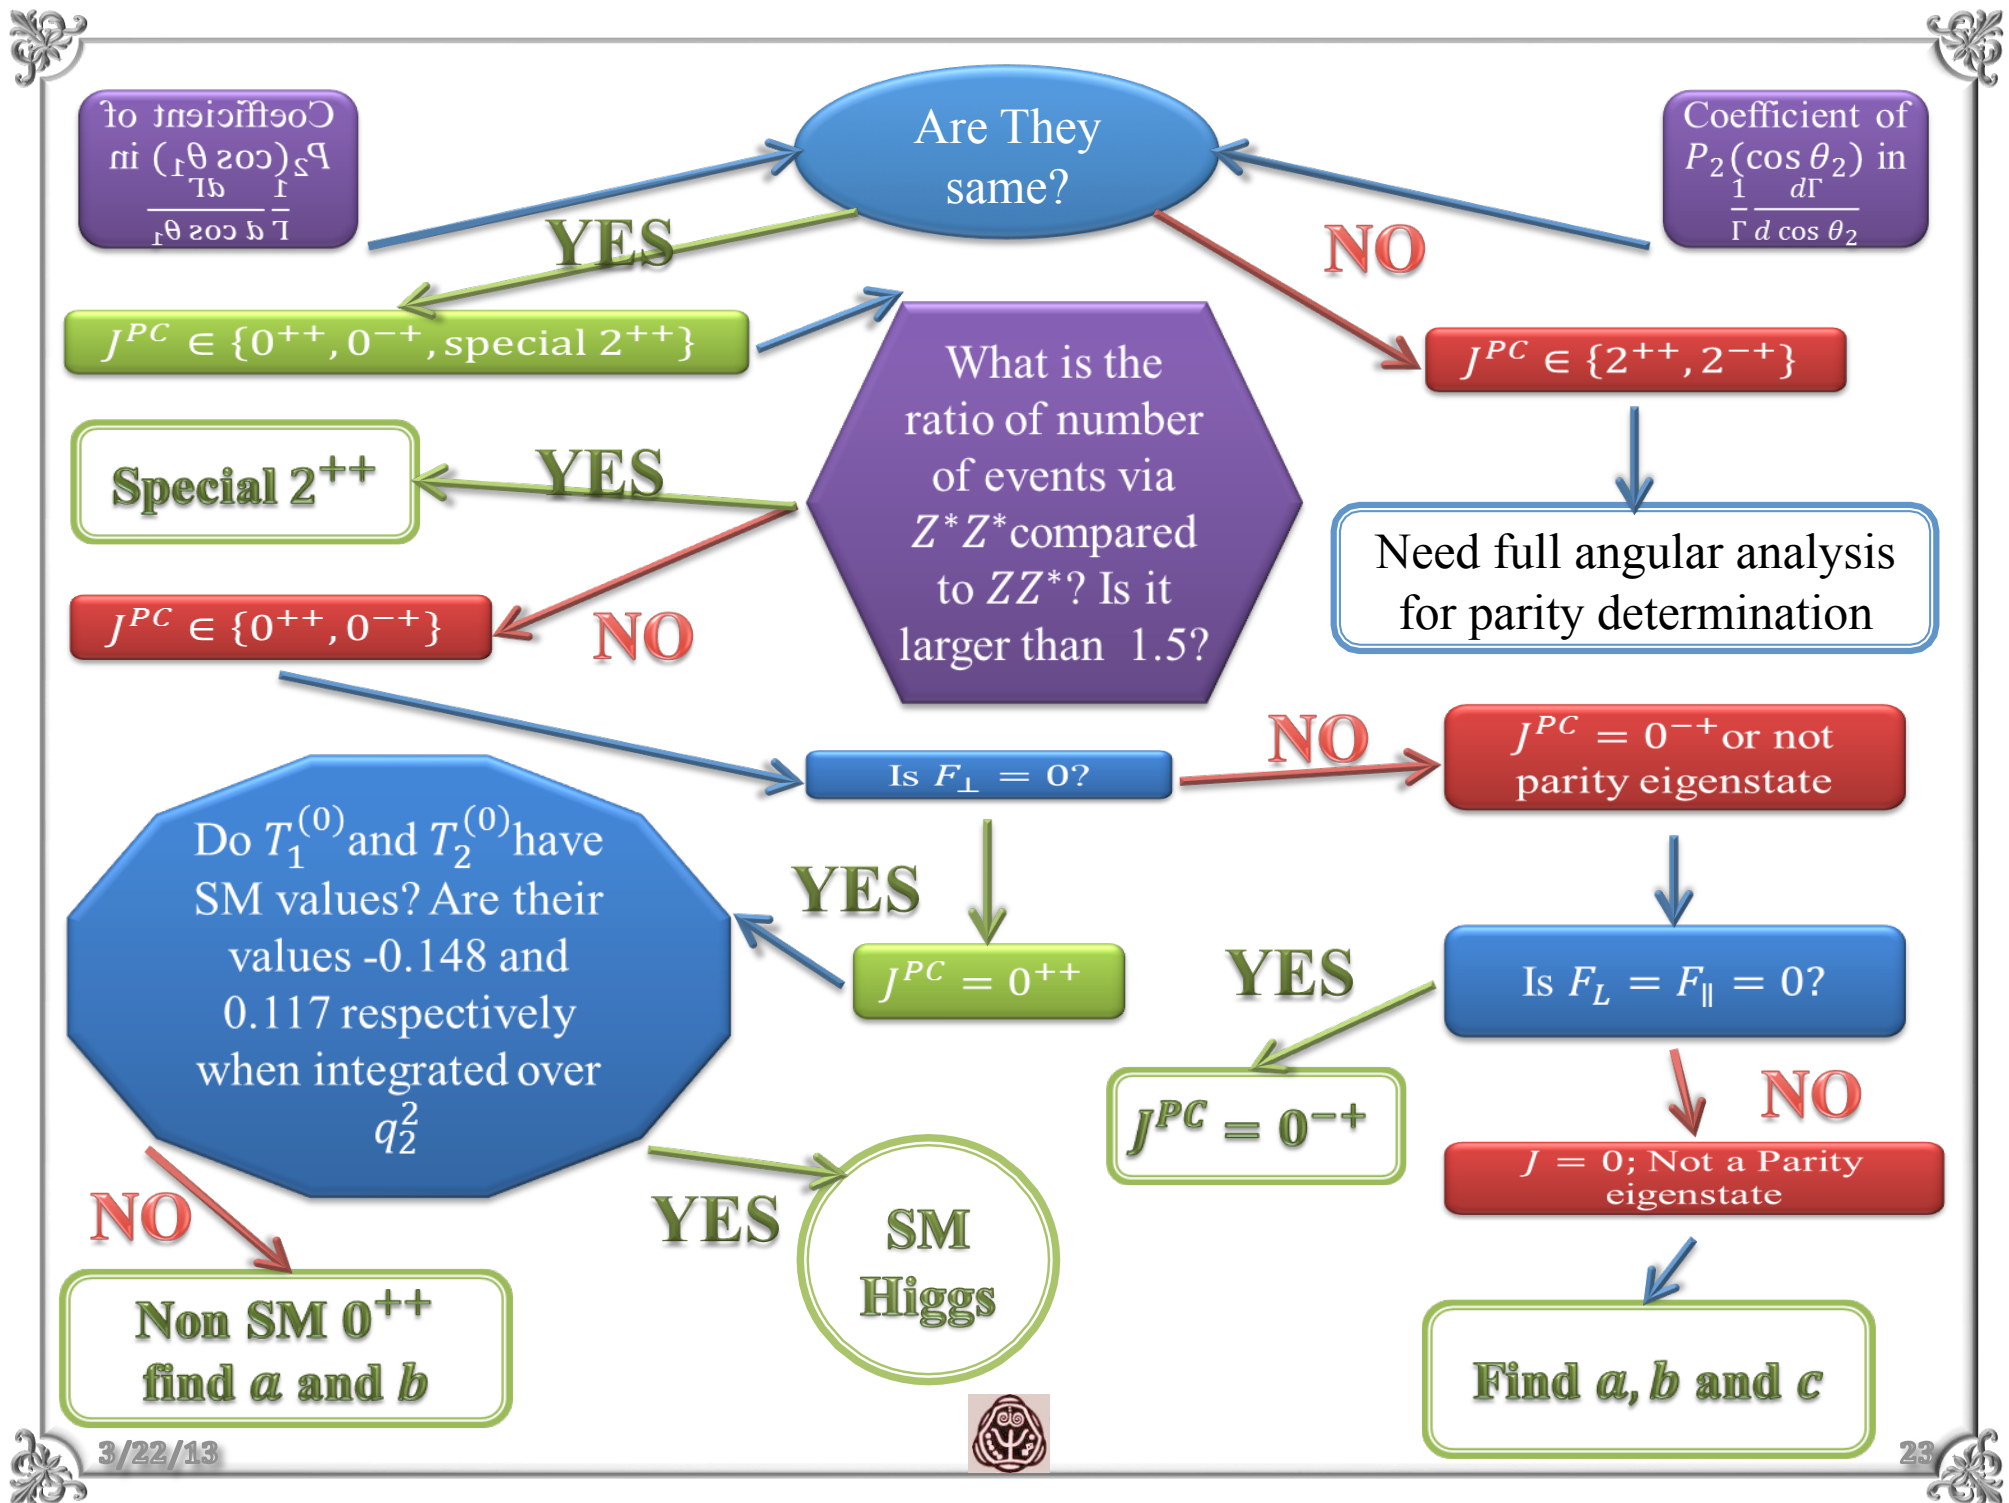 Coefficient of
P₂(cos θ₁) in
1/Γ dΓ/d cos θ₁
Are They
same?
Coefficient of
P₂(cos θ₂) in
1/Γ dΓ/d cos θ₂
YES
NO
J^{PC} ∈ {0⁺⁺, 0⁻⁺, special 2⁺⁺}
J^{PC} ∈ {2⁺⁺, 2⁻⁺}
What is the
ratio of number
of events via
Z*Z*compared
to ZZ*? Is it
larger than 1.5?
YES
Special 2⁺⁺
NO
J^{PC} ∈ {0⁺⁺, 0⁻⁺}
Need full angular analysis
for parity determination
Is F⊥ = 0?
NO
J^{PC} = 0⁻⁺or not
parity eigenstate
Do T₁⁽⁰⁾and T₂⁽⁰⁾have
SM values? Are their
values -0.148 and
0.117 respectively
when integrated over
q₂²
YES
J^{PC} = 0⁺⁺
YES
Is F_L = F_∥ = 0?
J^{PC} = 0⁻⁺
NO
J = 0; Not a Parity
eigenstate
NO
YES
SM
Higgs
Non SM 0⁺⁺
find a and b
Find a, b and c
3/22/13
23